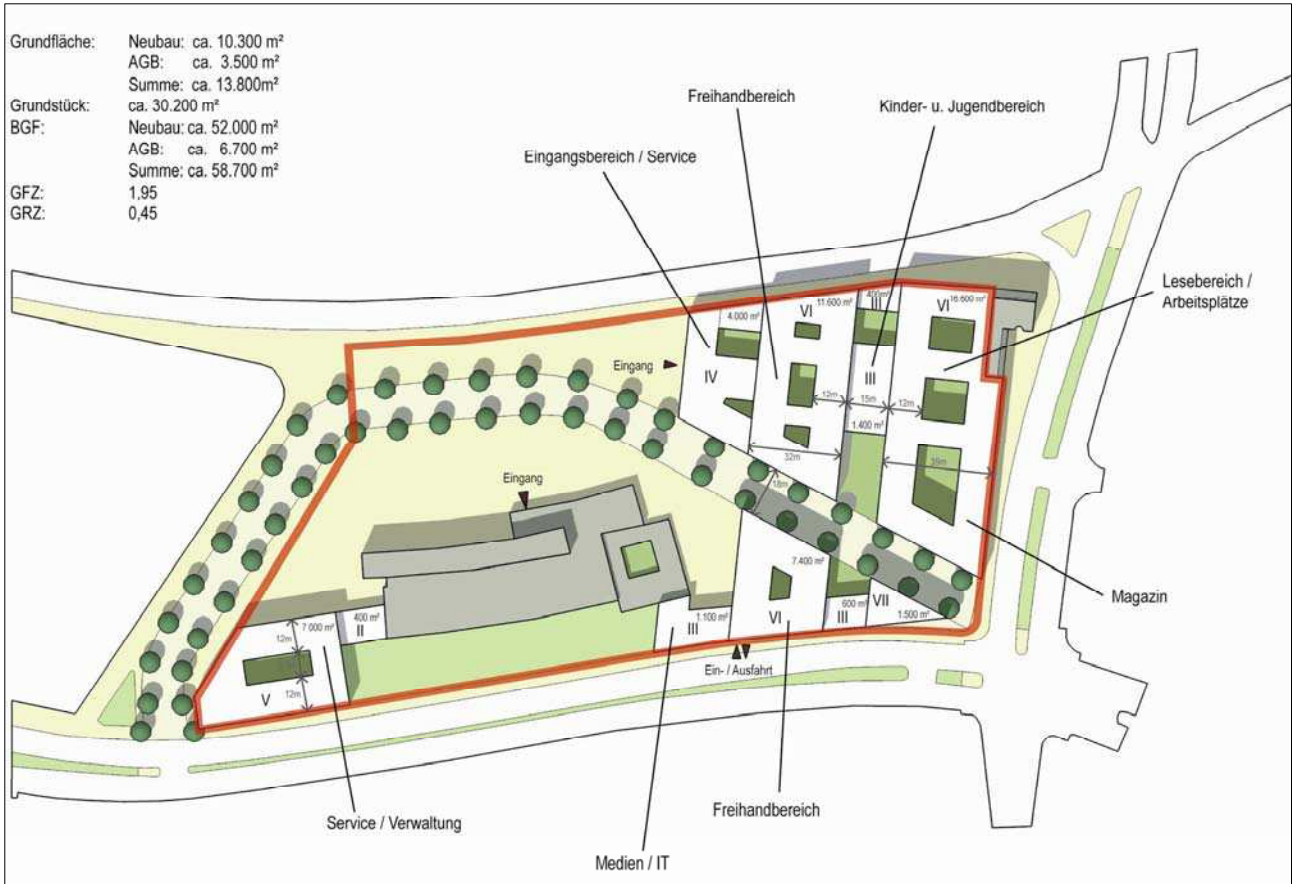 Grundfläche: Neubau: ca. 10.300 m²
AGB: ca. 3.500 m²
Summe: ca. 13.800m²
Grundstück: ca. 30.200 m²
BGF: Neubau: ca. 52.000 m²
AGB: ca. 6.700 m²
Summe: ca. 58.700 m²
GFZ: 1,95
GRZ: 0,45
Freihandbereich
Kinder- u. Jugendbereich
Eingangsbereich / Service
Lesebereich /
Arbeitsplätze
4.000 m²
11.600 m²
VI
400m²
III
VI
16.600 m²
Eingang
IV
III
12m
15m
12m
1.400 m²
32m
Eingang
18m
7.400 m²
Magazin
7.000 m²
400 m²
II
1.100 m²
III
VI
600 m²
III
VII
1.500 m²
12m
12m
V
Ein- / Ausfahrt
Service / Verwaltung
Freihandbereich
Medien / IT